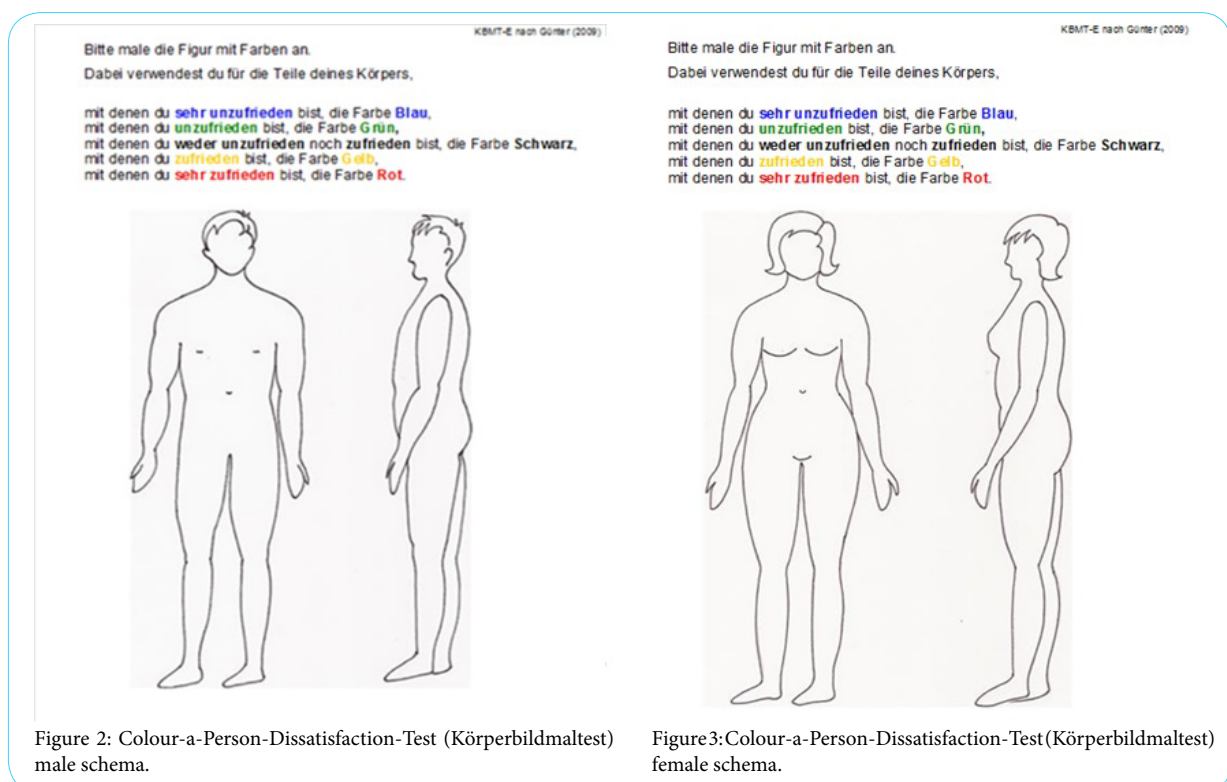 KBMT-E nach Günter (2009)
Bitte male die Figur mit Farben an.
Dabei verwendest du für die Teile deines Körpers,
mit denen du sehr unzufrieden bist, die Farbe Blau,
mit denen du unzufrieden bist, die Farbe Grün,
mit denen du weder unzufrieden noch zufrieden bist, die Farbe Schwarz,
mit denen du zufrieden bist, die Farbe Gelb,
mit denen du sehr zufrieden bist, die Farbe Rot.
Figure 2: Colour-a-Person-Dissatisfaction-Test (Körperbildmaltest)
male schema.
KBMT-E nach Günter (2009)
Bitte male die Figur mit Farben an.
Dabei verwendest du für die Teile deines Körpers,
mit denen du sehr unzufrieden bist, die Farbe Blau,
mit denen du unzufrieden bist, die Farbe Grün,
mit denen du weder unzufrieden noch zufrieden bist, die Farbe Schwarz,
mit denen du zufrieden bist, die Farbe Gelb,
mit denen du sehr zufrieden bist, die Farbe Rot.
Figure3:Colour-a-Person-Dissatisfaction-Test(Körperbildmaltest)
female schema.